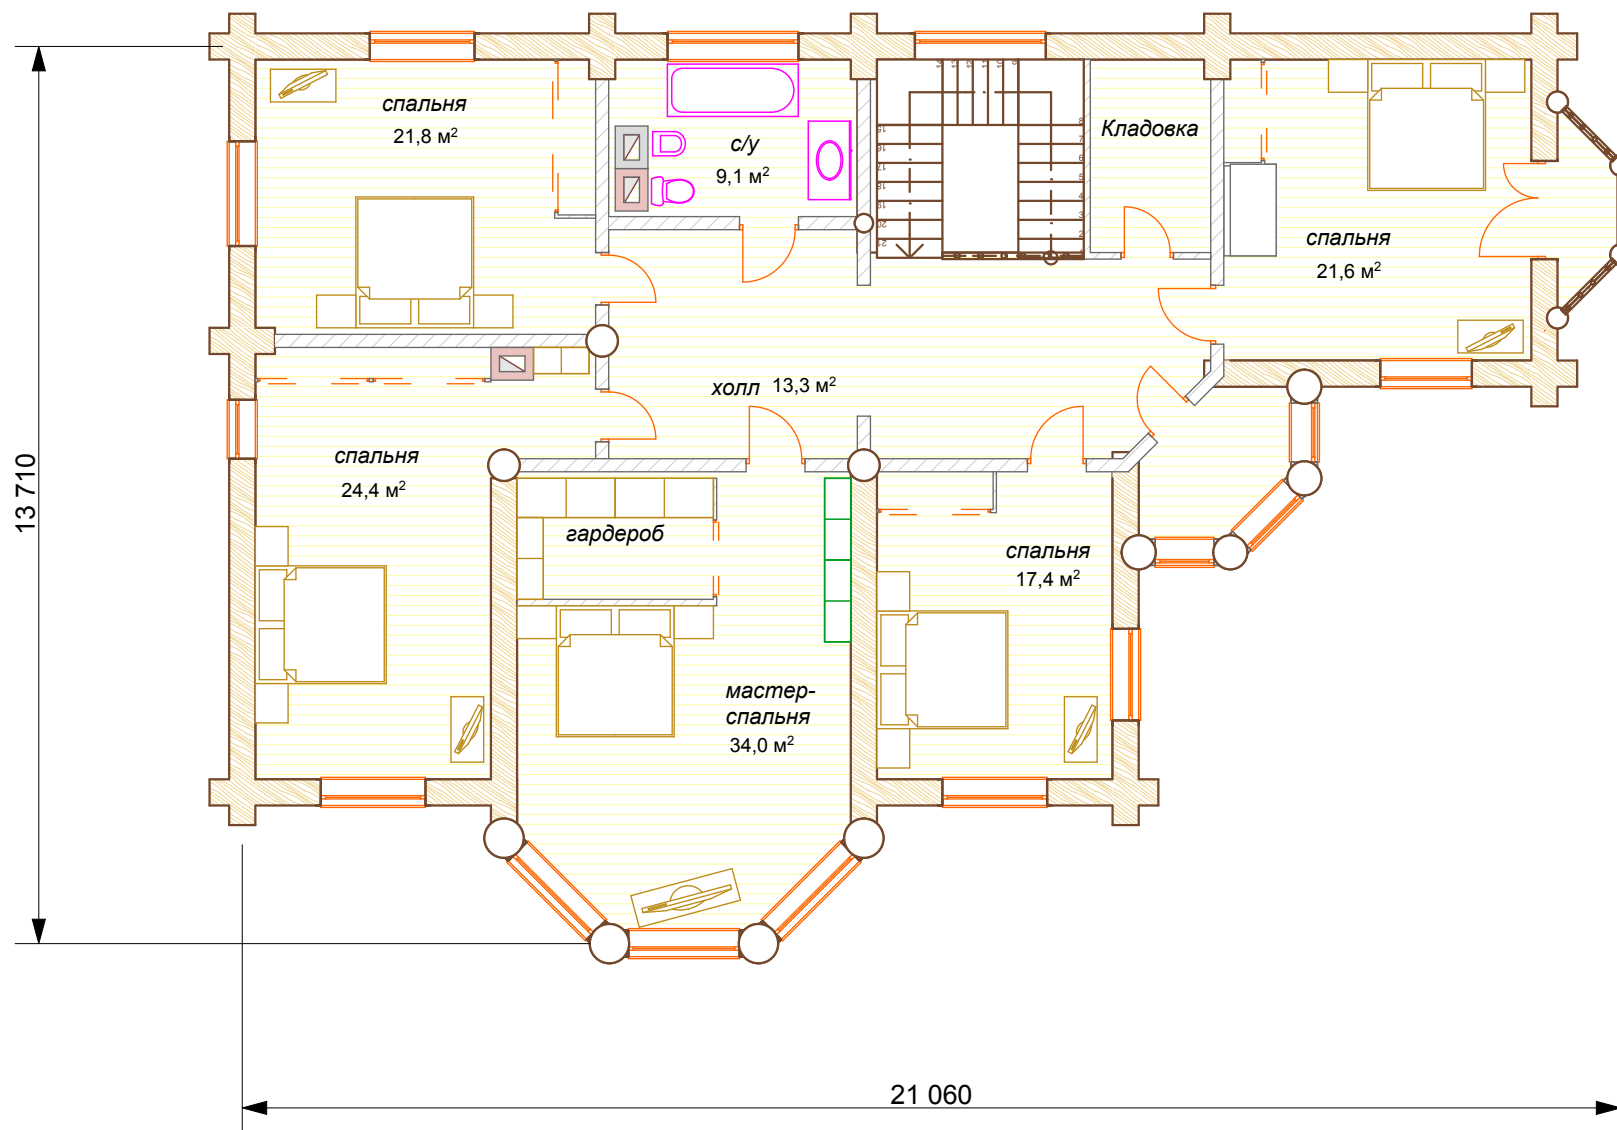 спальня
21,8 м²
с/у
9,1 м²
Кладовка
спальня
21,6 м²
холл 13,3 м²
спальня
24,4 м²
гардероб
спальня
17,4 м²
мастер-
спальня
34,0 м²
13 710
21 060